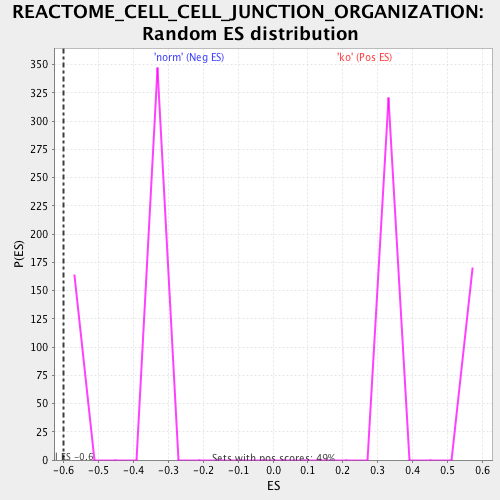 REACTOME_CELL_CELL_JUNCTION_ORGANIZATION:
Random ES distribution
'norm' (Neg ES) 'ko' (Pos ES)
350
325
300
275
250
225
200
175
150
125
100
75
50
25
0
P(ES)
ES -0.6
Sets with pos scores: 49%
-0.6 -0.5 -0.4 -0.3 -0.2 -0.1 0.0 0.1 0.2 0.3 0.4 0.5 0.6
ES